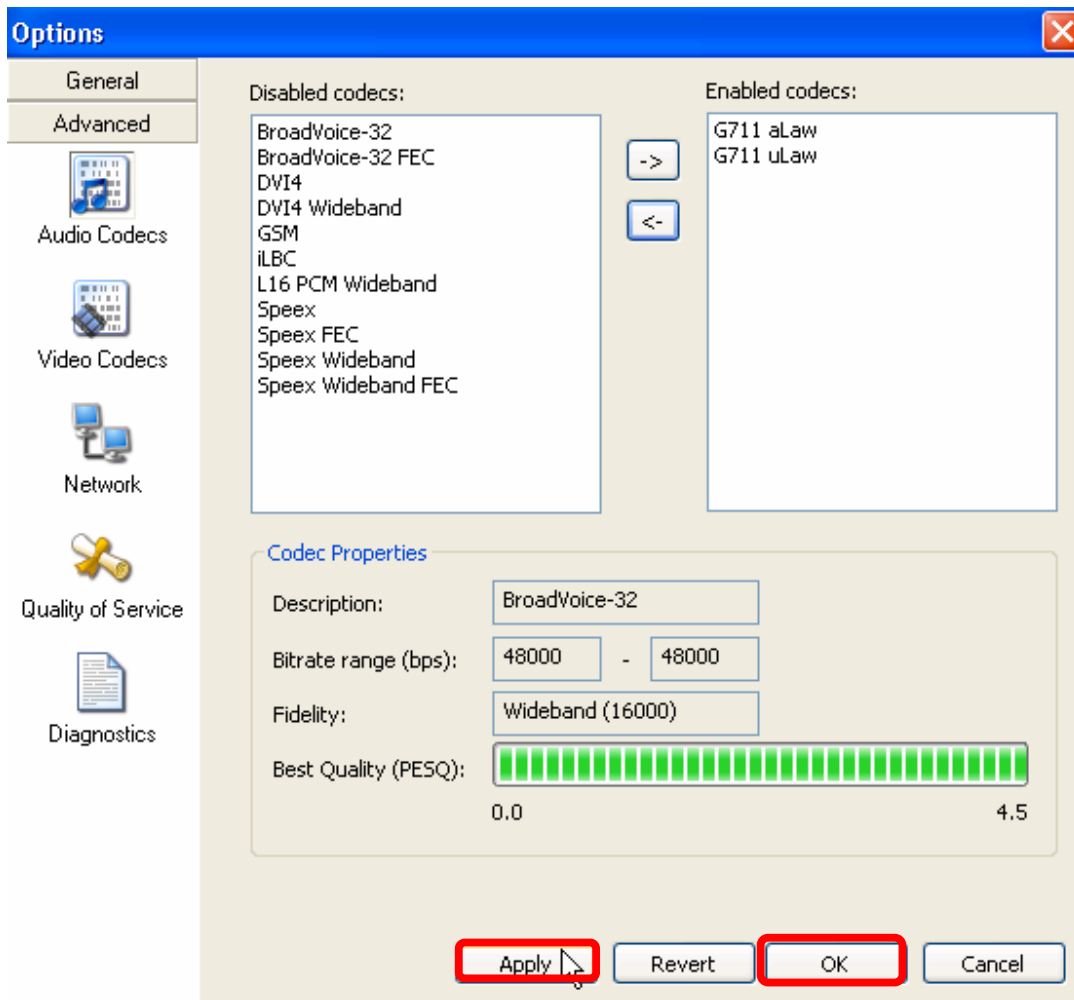 Options
General
Advanced
Audio Codecs
Video Codecs
Network
Quality of Service
Diagnostics
Disabled codecs:
BroadVoice-32
BroadVoice-32 FEC
DVI4
DVI4 Wideband
GSM
iLBC
L16 PCM Wideband
Speex
Speex FEC
Speex Wideband
Speex Wideband FEC
->
<-
Enabled codecs:
G711 aLaw
G711 uLaw
Codec Properties
Description: BroadVoice-32
Bitrate range (bps): 48000 - 48000
Fidelity: Wideband (16000)
Best Quality (PESQ):
0.0 4.5
Apply Revert OK Cancel